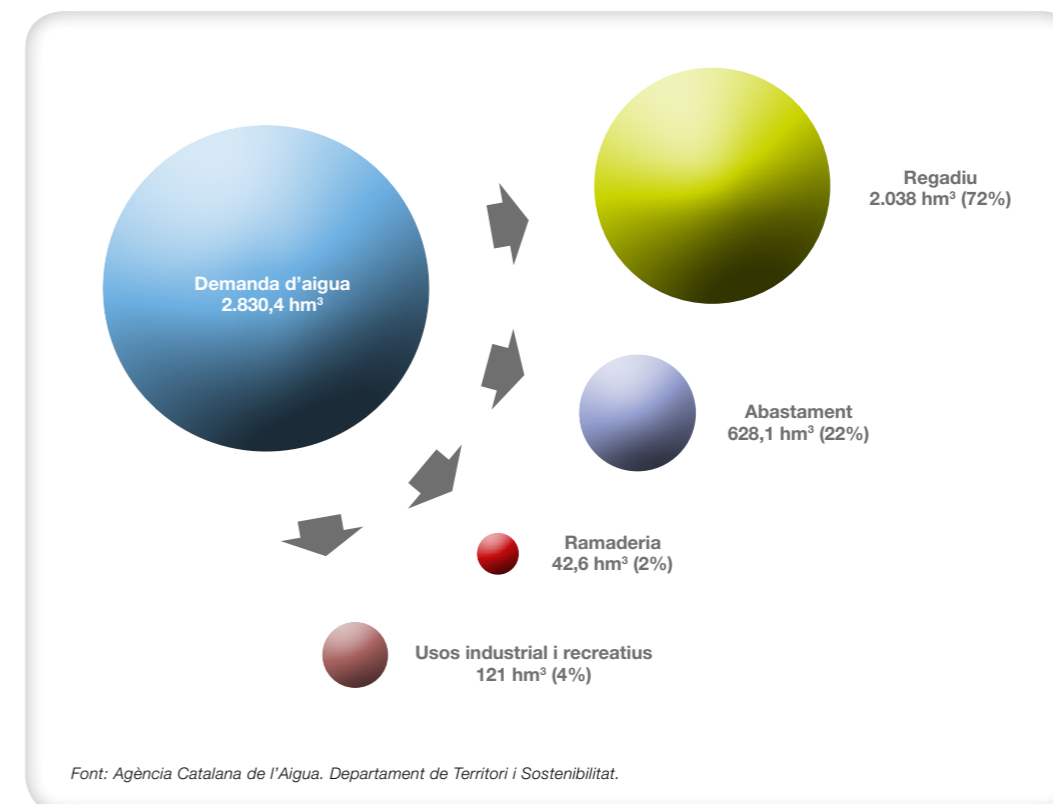 Demanda d’aigua
2.830,4 hm³
Regadiu
2.038 hm³ (72%)
Abastament
628,1 hm³ (22%)
Ramaderia
42,6 hm³ (2%)
Usos industrial i recreatius
121 hm³ (4%)
Font: Agència Catalana de l’Aigua. Departament de Territori i Sostenibilitat.